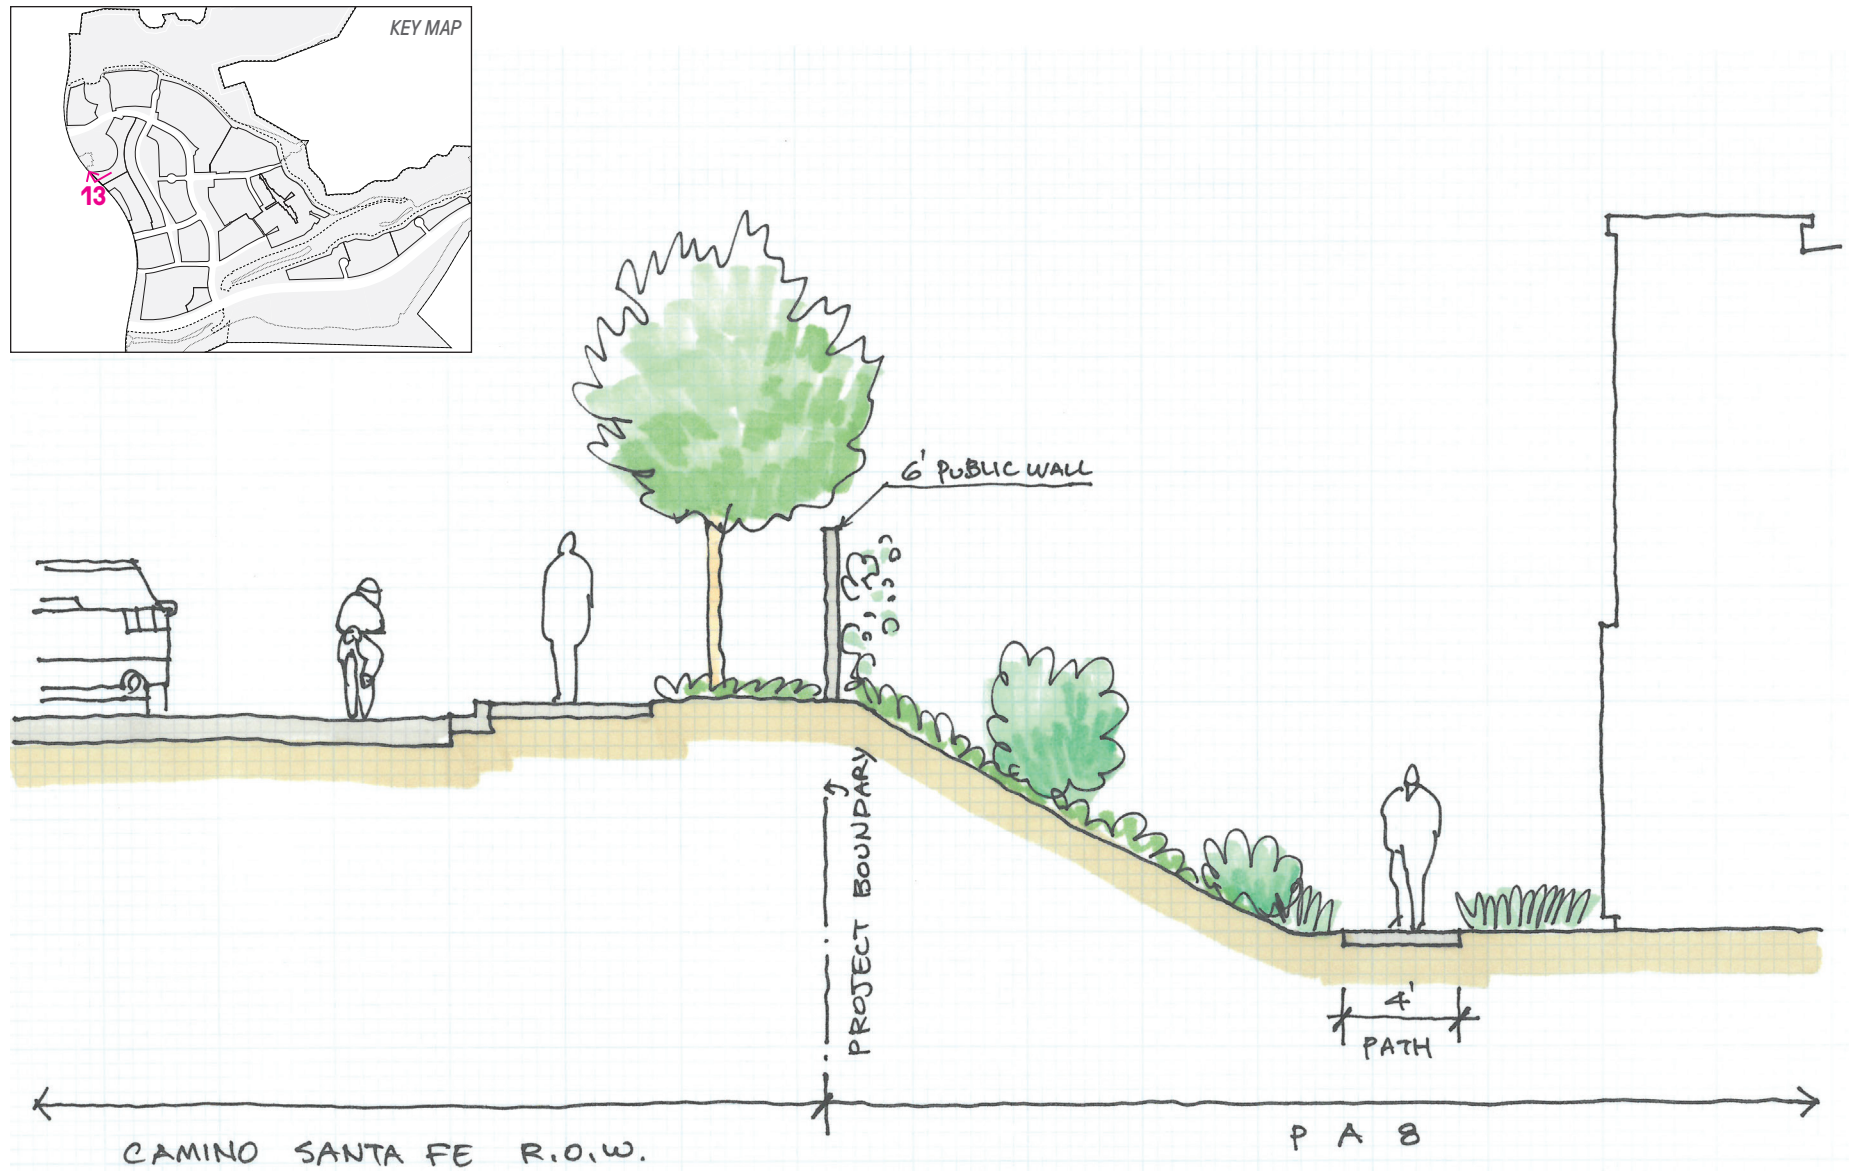 KEY MAP
13
6' PUBLIC WALL
PROJECT BOUNDARY
4'
PATH
CAMINO SANTA FE R.O.W.
PA 8